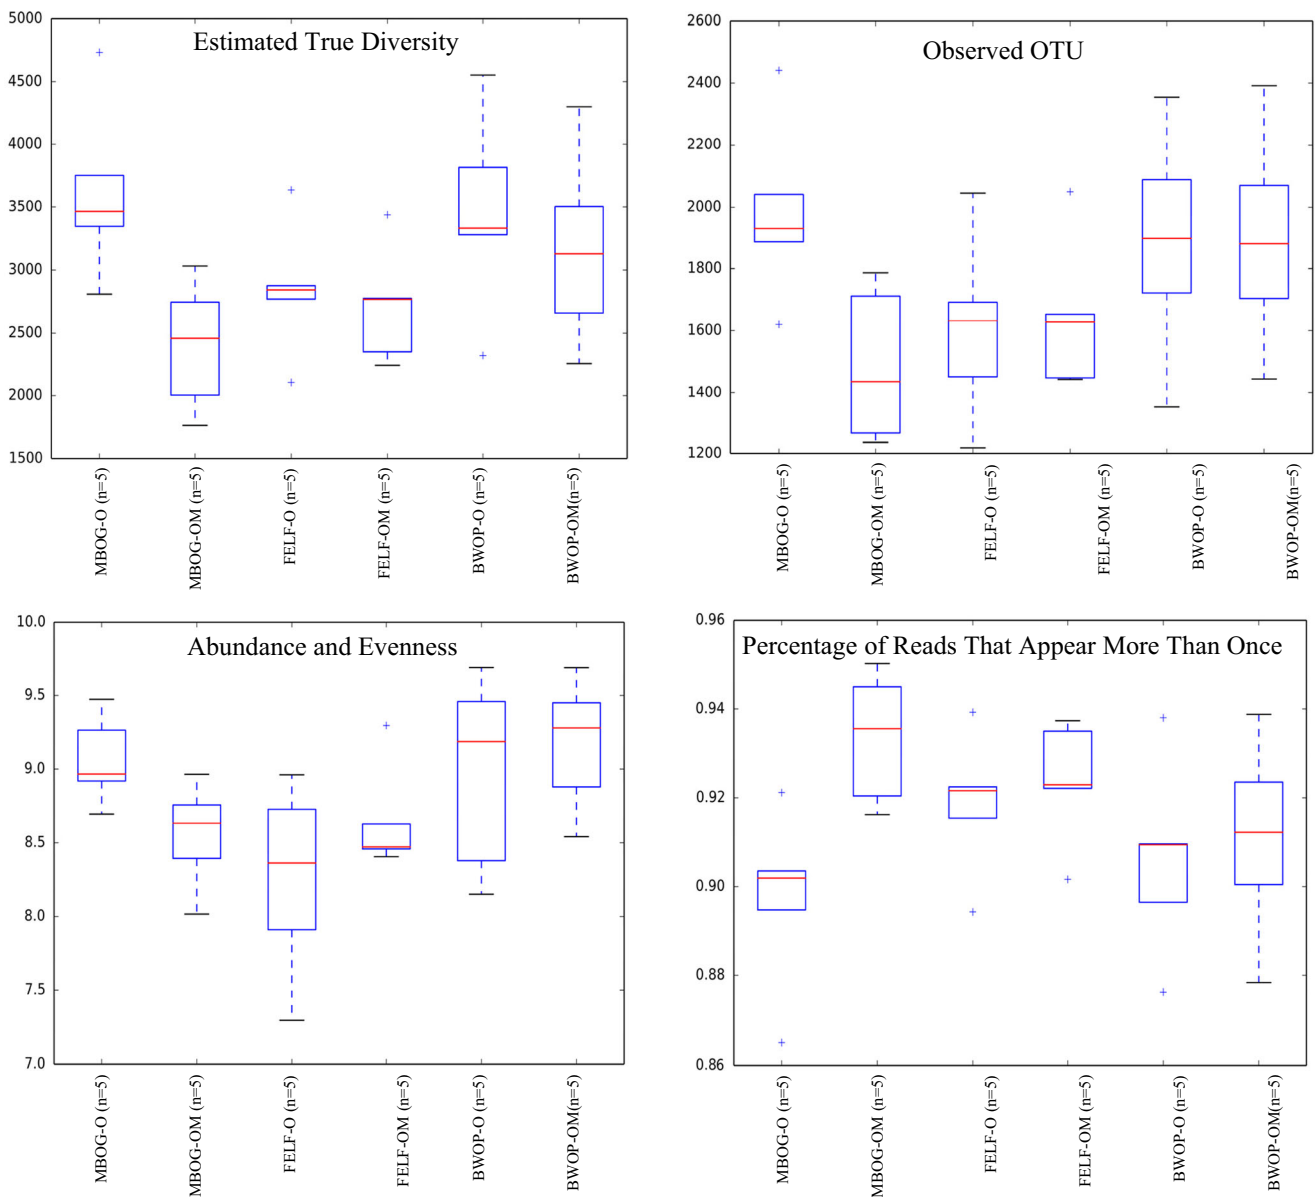 Estimated True Diversity
5000
4500
4000
3500
3000
2500
2000
1500
MBOG-O (n=5)
MBOG-OM (n=5)
FELF-O (n=5)
FELF-OM (n=5)
BWOP-O (n=5)
BWOP-OM(n=5)
Observed OTU
2600
2400
2200
2000
1800
1600
1400
1200
MBOG-O (n=5)
MBOG-OM (n=5)
FELF-O (n=5)
FELF-OM (n=5)
BWOP-O (n=5)
BWOP-OM(n=5)
Abundance and Evenness
10.0
9.5
9.0
8.5
8.0
7.5
7.0
MBOG-O (n=5)
MBOG-OM (n=5)
FELF-O (n=5)
FELF-OM (n=5)
BWOP-O (n=5)
BWOP-OM(n=5)
Percentage of Reads That Appear More Than Once
0.96
0.94
0.92
0.90
0.88
0.86
MBOG-O (n=5)
MBOG-OM (n=5)
FELF-O (n=5)
FELF-OM (n=5)
BWOP-O (n=5)
BWOP-OM(n=5)